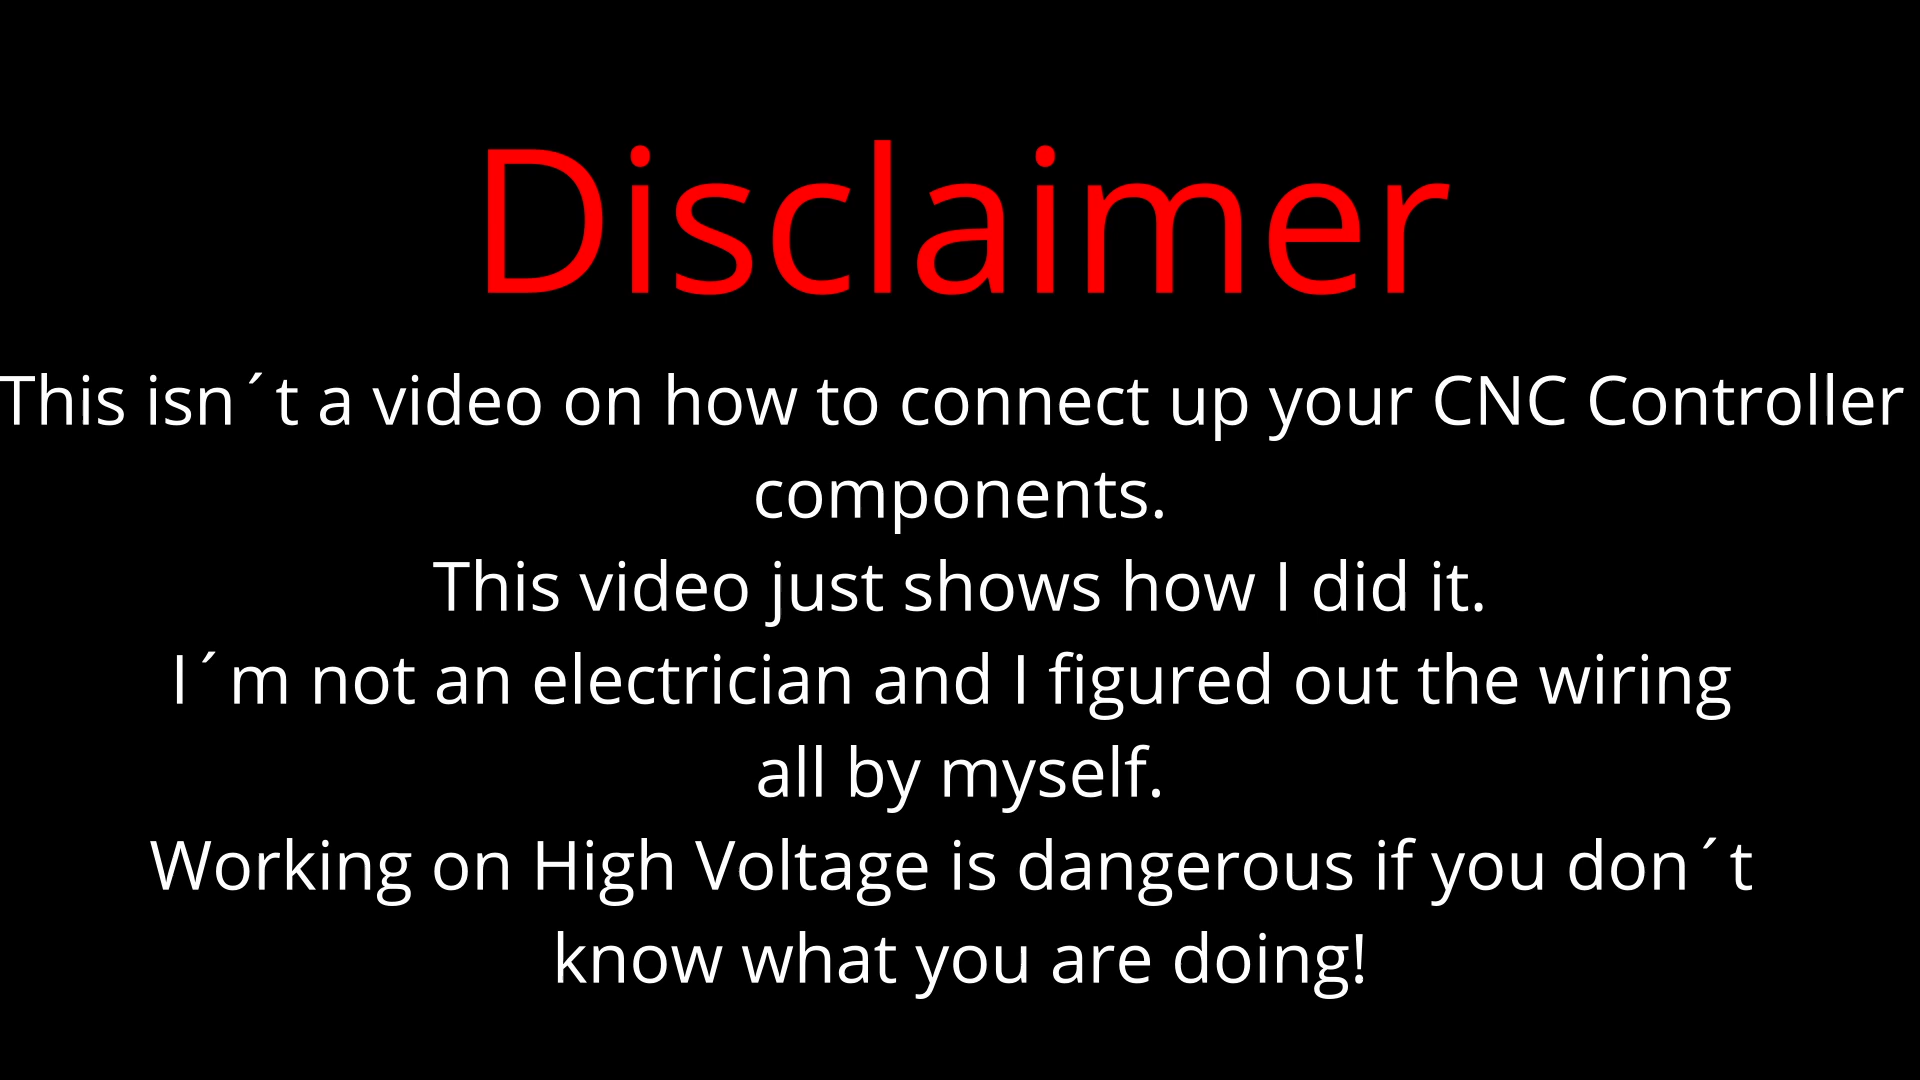 Disclaimer
This isn´t a video on how to connect up your CNC Controller
components.
This video just shows how I did it.
I´m not an electrician and I figured out the wiring
all by myself.
Working on High Voltage is dangerous if you don´t
know what you are doing!